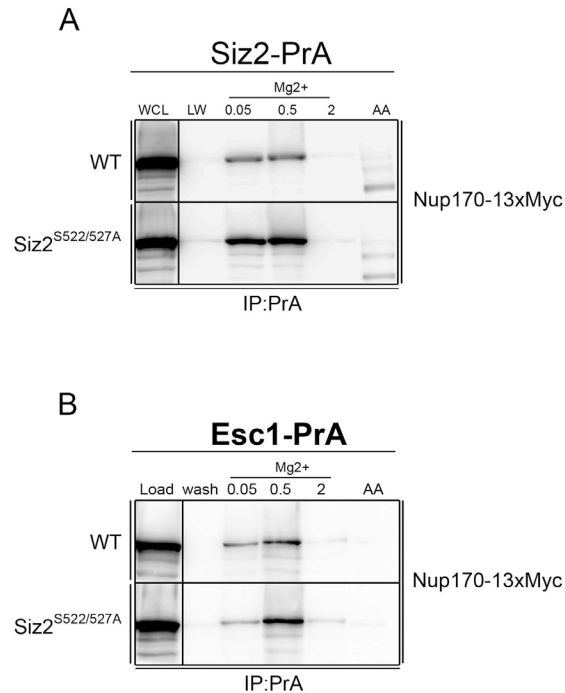 A
Siz2-PrA
Mg2+
WCL LW 0.05 0.5 2 AA
WT
Nup170-13xMyc
Siz2S522/527A
IP:PrA
B
Esc1-PrA
Mg2+
Load wash 0.05 0.5 2 AA
WT
Nup170-13xMyc
Siz2S522/527A
IP:PrA